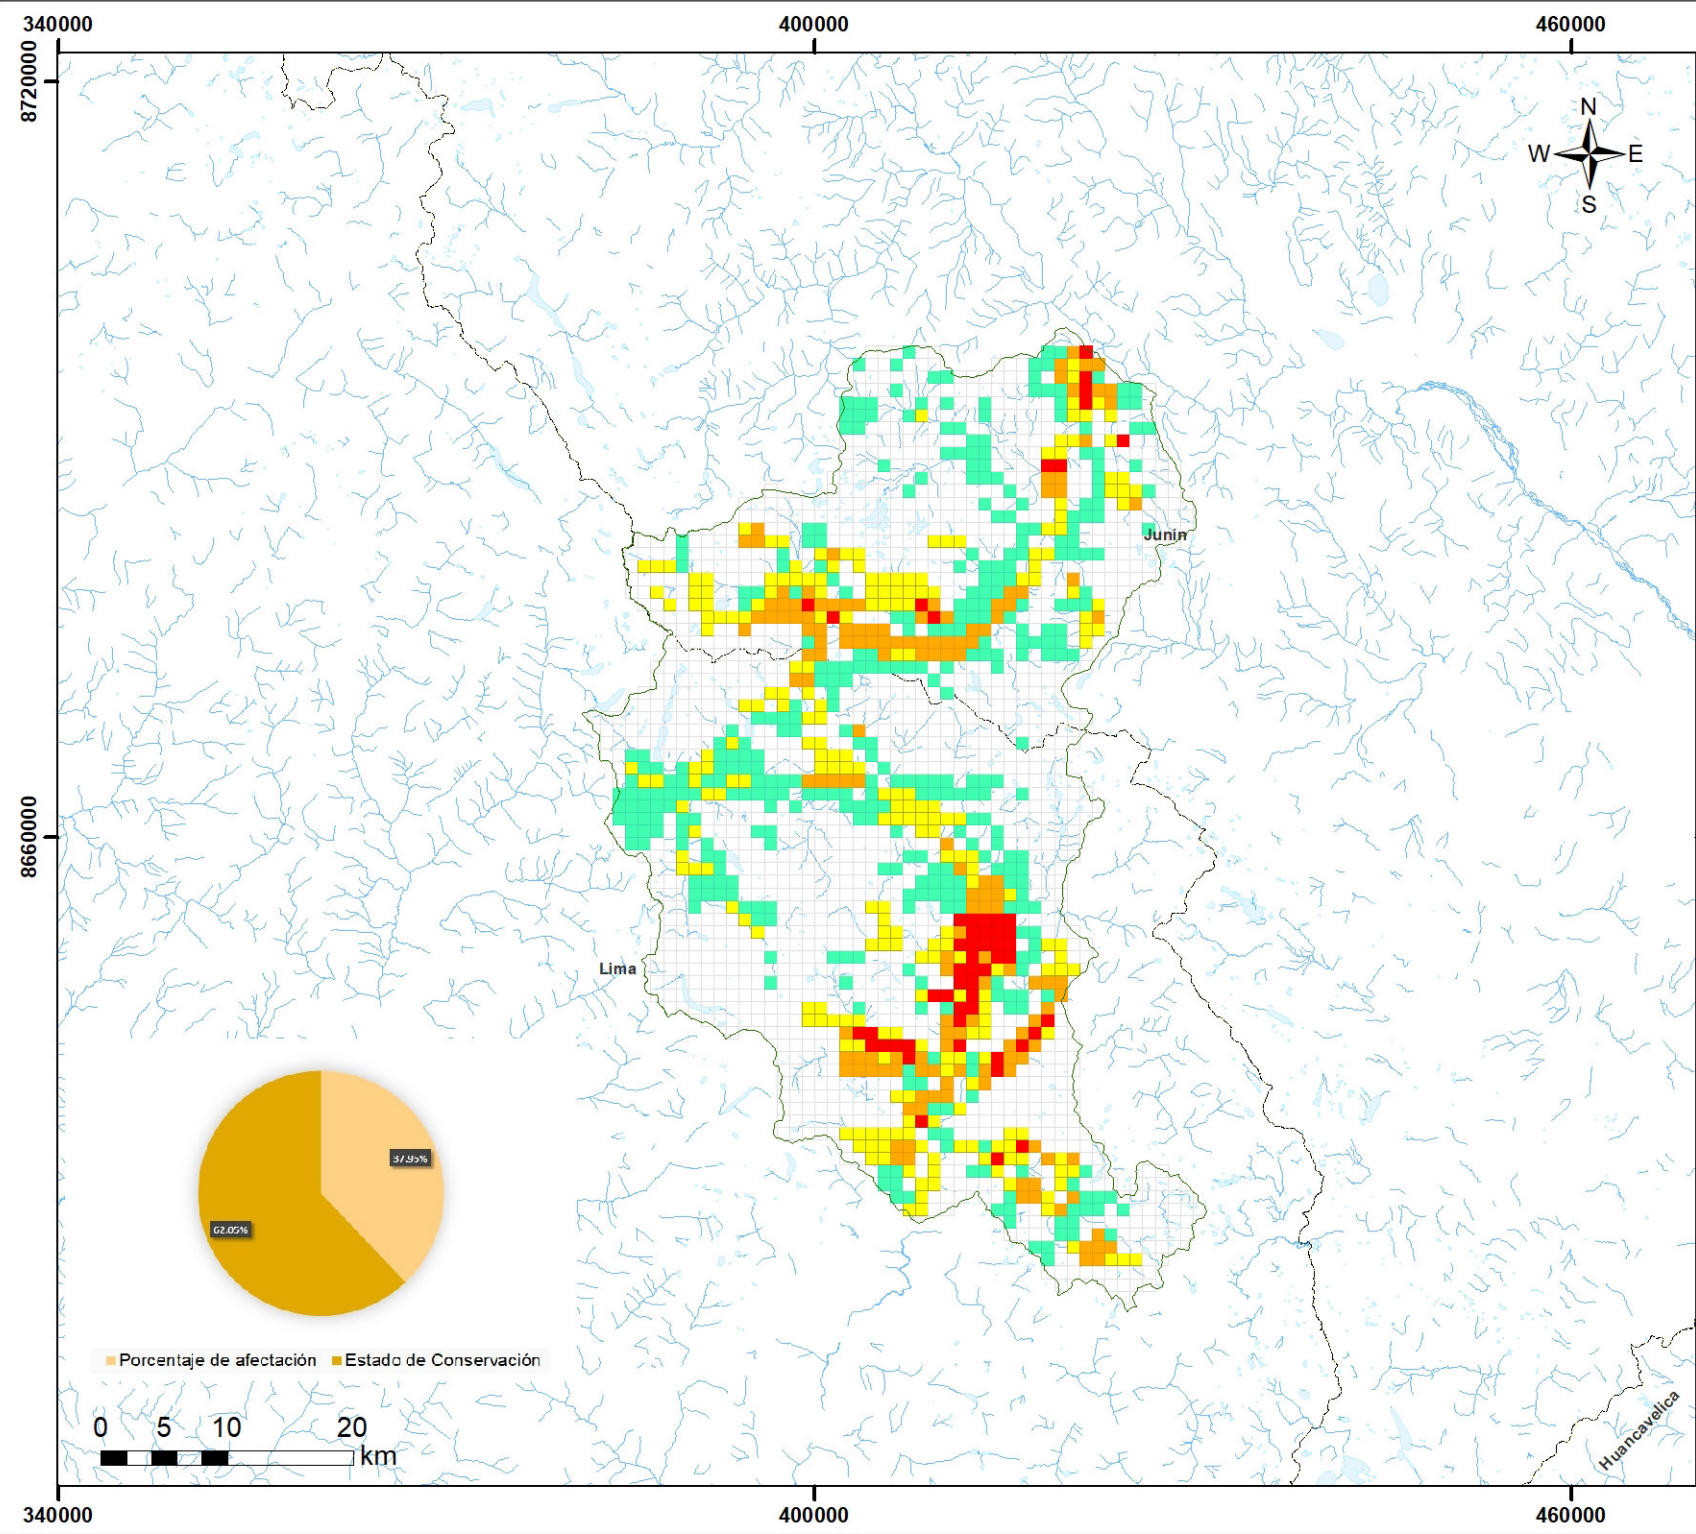 340000
400000
460000
8720000
N
W
E
S
Junín
8660000
Lima
37.95%
62.05%
Porcentaje de afectación
Estado de Conservación
0
5
10
20
km
Huancavelica
340000
400000
460000